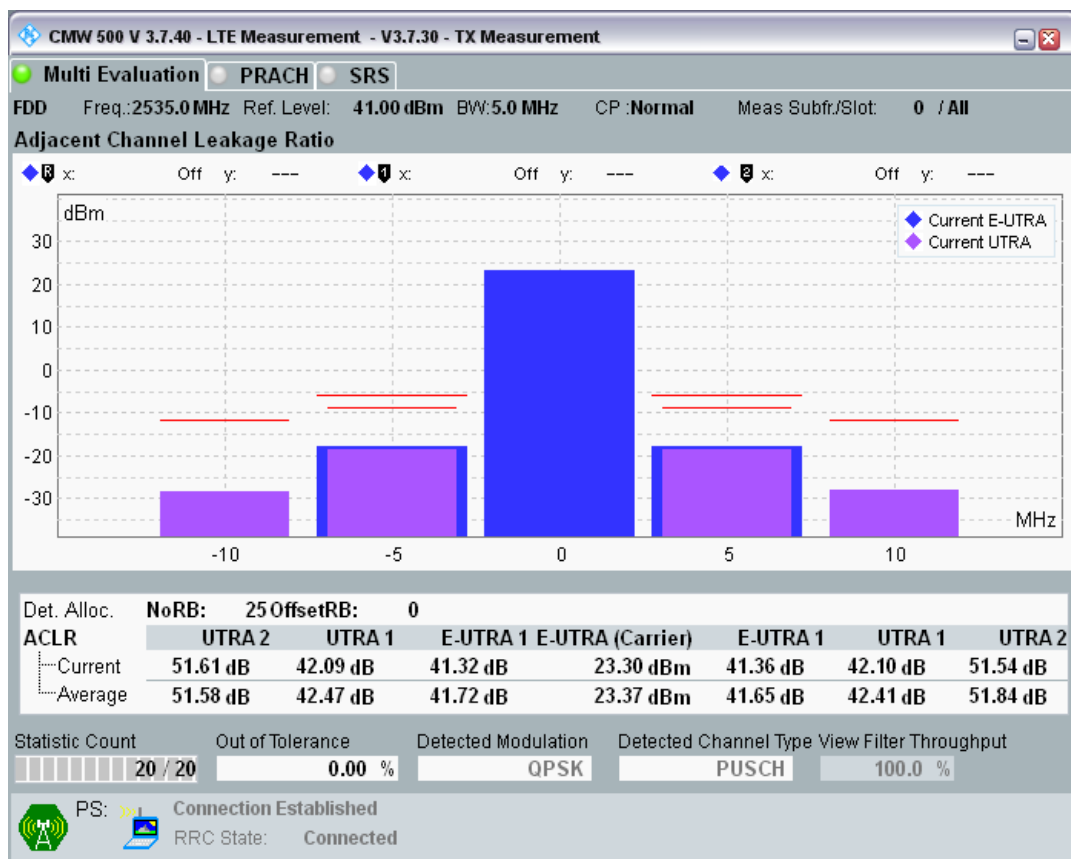 CMW 500 V 3.7.40 - LTE Measurement - V3.7.30 - TX Measurement
Multi Evaluation PRACH SRS
FDD Freq.:2535.0 MHz Ref. Level: 41.00 dBm BW:5.0 MHz CP :Normal Meas Subfr./Slot: 0 / All
Adjacent Channel Leakage Ratio
R x: Off y: --- 1 x: Off y: --- 2 x: Off y: ---
dBm
Current E-UTRA
Current UTRA
30
20
10
0
-10
-20
-30
MHz
-10 -5 0 5 10
Det. Alloc. NoRB: 25 OffsetRB: 0
ACLR UTRA 2 UTRA 1 E-UTRA 1 E-UTRA (Carrier) E-UTRA 1 UTRA 1 UTRA 2
Current 51.61 dB 42.09 dB 41.32 dB 23.30 dBm 41.36 dB 42.10 dB 51.54 dB
Average 51.58 dB 42.47 dB 41.72 dB 23.37 dBm 41.65 dB 42.41 dB 51.84 dB
Statistic Count Out of Tolerance Detected Modulation Detected Channel Type View Filter Throughput
20 / 20 0.00 % QPSK PUSCH 100.0 %
PS: Connection Established
RRC State: Connected